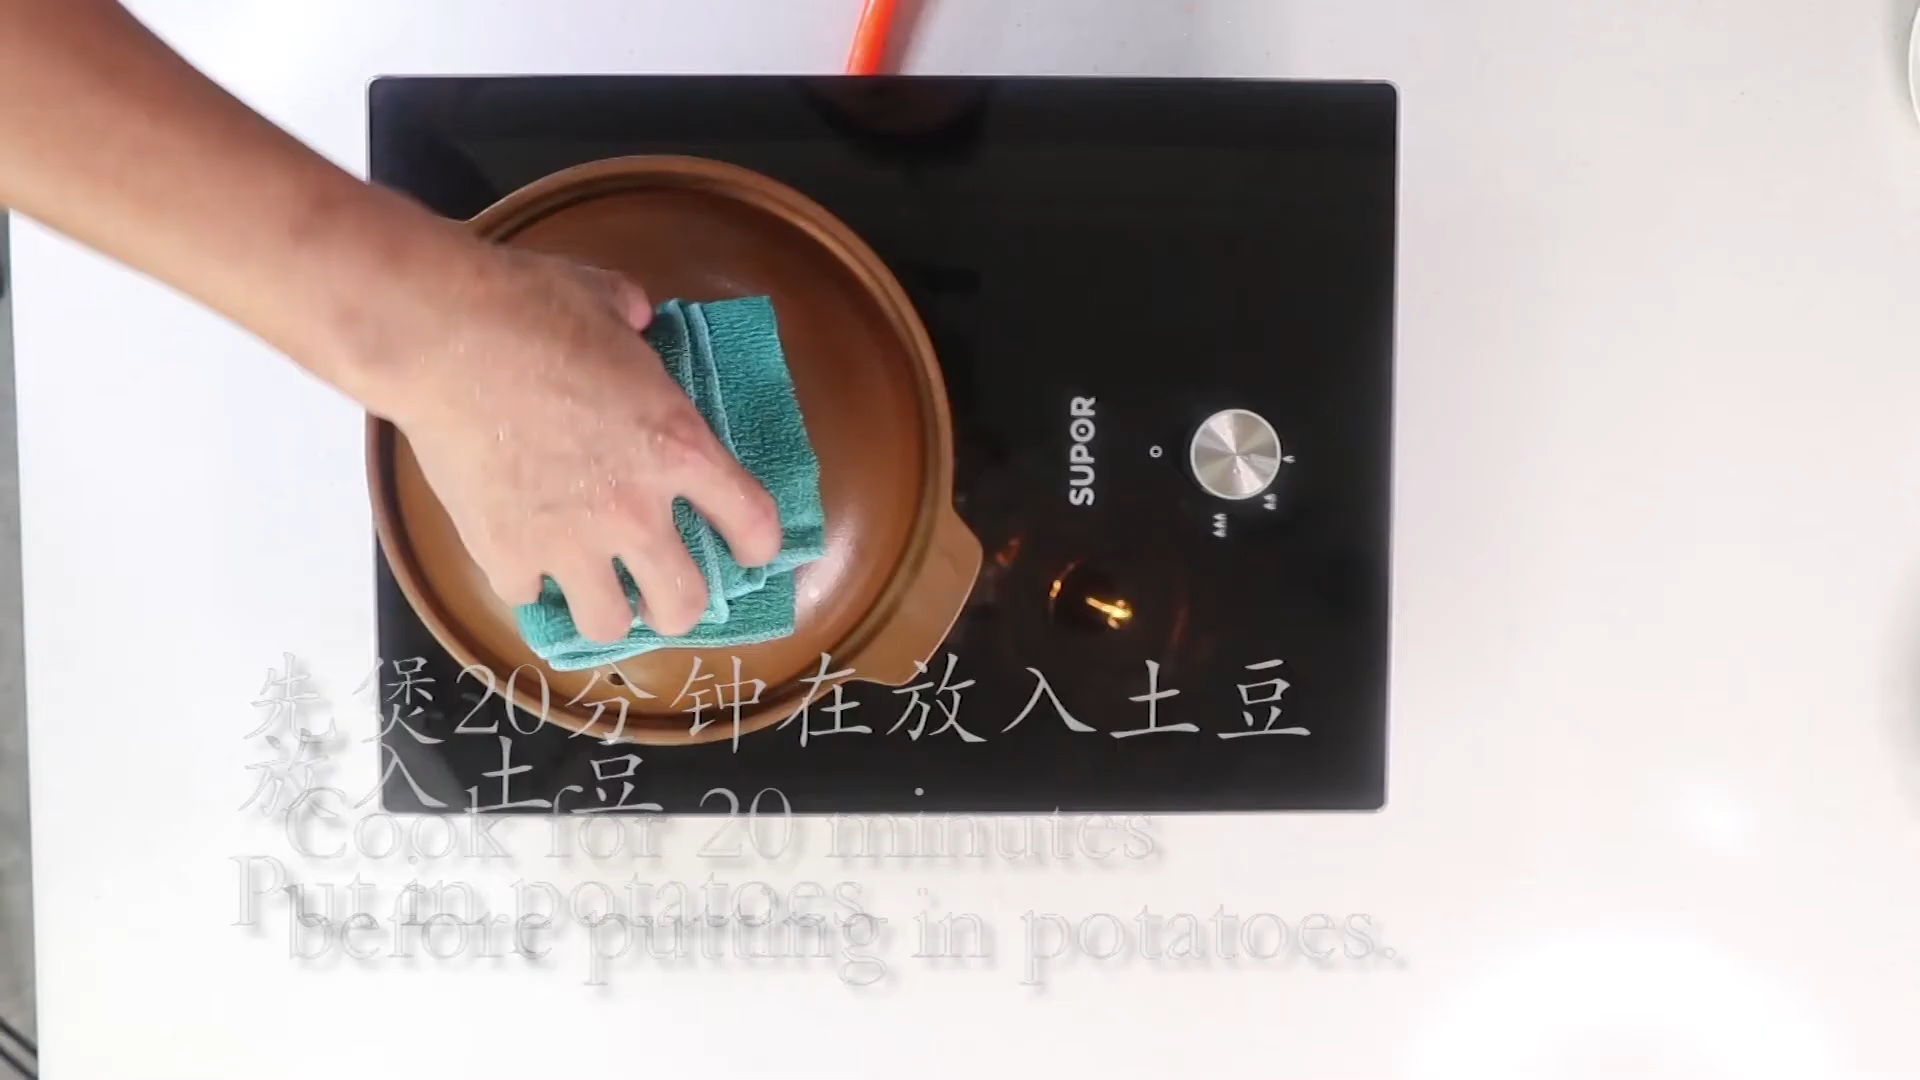 SUPOR
先煲20分钟在放入土豆
放入土豆
Cook for 20 minutes
Put in potatoes
before putting in potatoes.